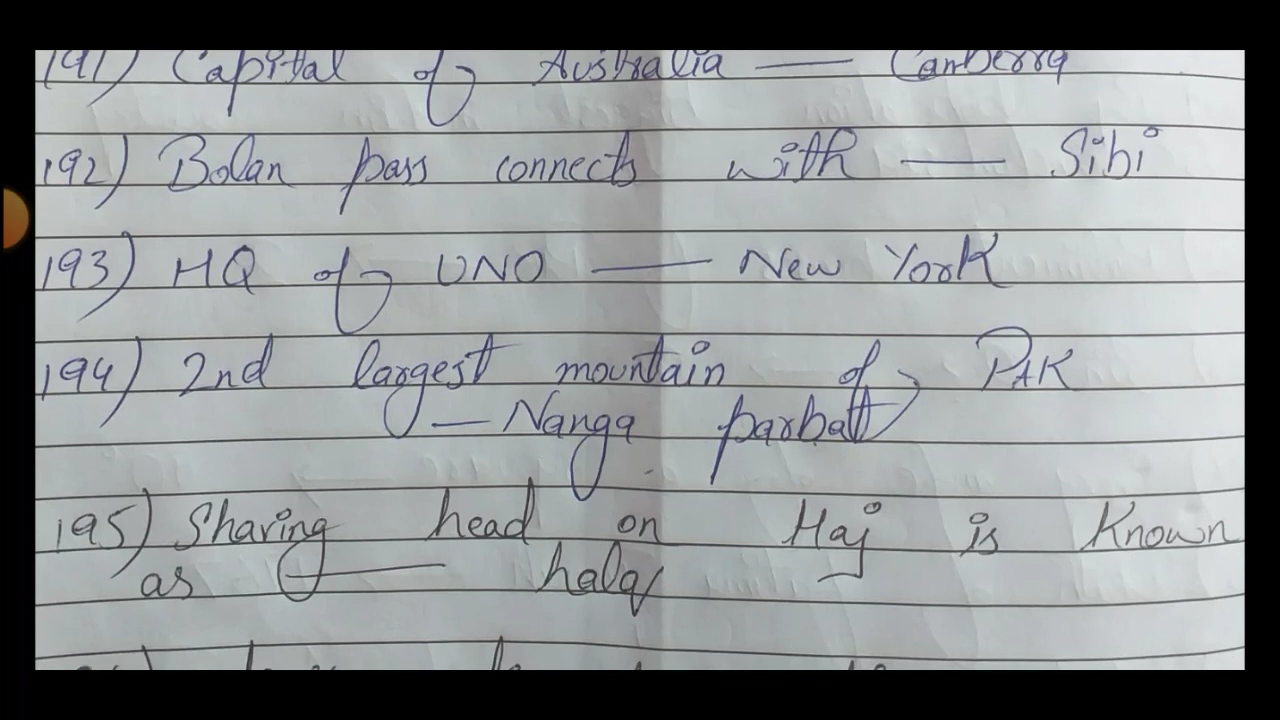 191) Capital of Australia — Canberra
192) Bolan pass connects with — Sibi
193) HQ of UNO — New York
194) 2nd largest mountain of PAK
— Nanga parbatt
195) Sharing head on Haj is Known
as — halq